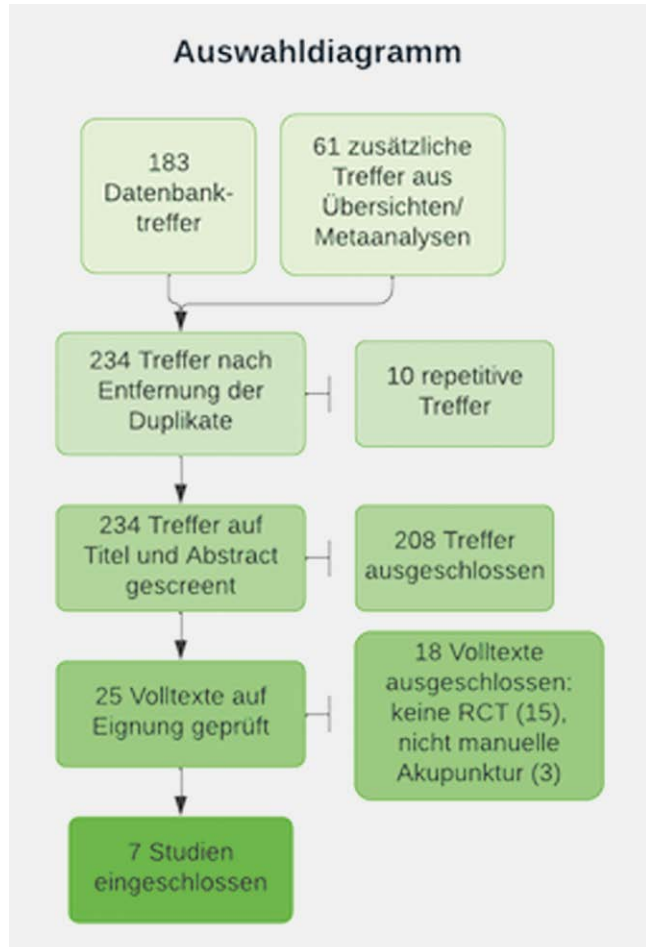 Auswahldiagramm
183
Datenbank-
treffer
61 zusätzliche
Treffer aus
Übersichten/
Metaanalysen
234 Treffer nach
Entfernung der
Duplikate
10 repetitive
Treffer
234 Treffer auf
Titel und Abstract
gescreent
208 Treffer
ausgeschlossen
25 Volltexte auf
Eignung geprüft
18 Volltexte
ausgeschlossen:
keine RCT (15),
nicht manuelle
Akupunktur (3)
7 Studien
eingeschlossen